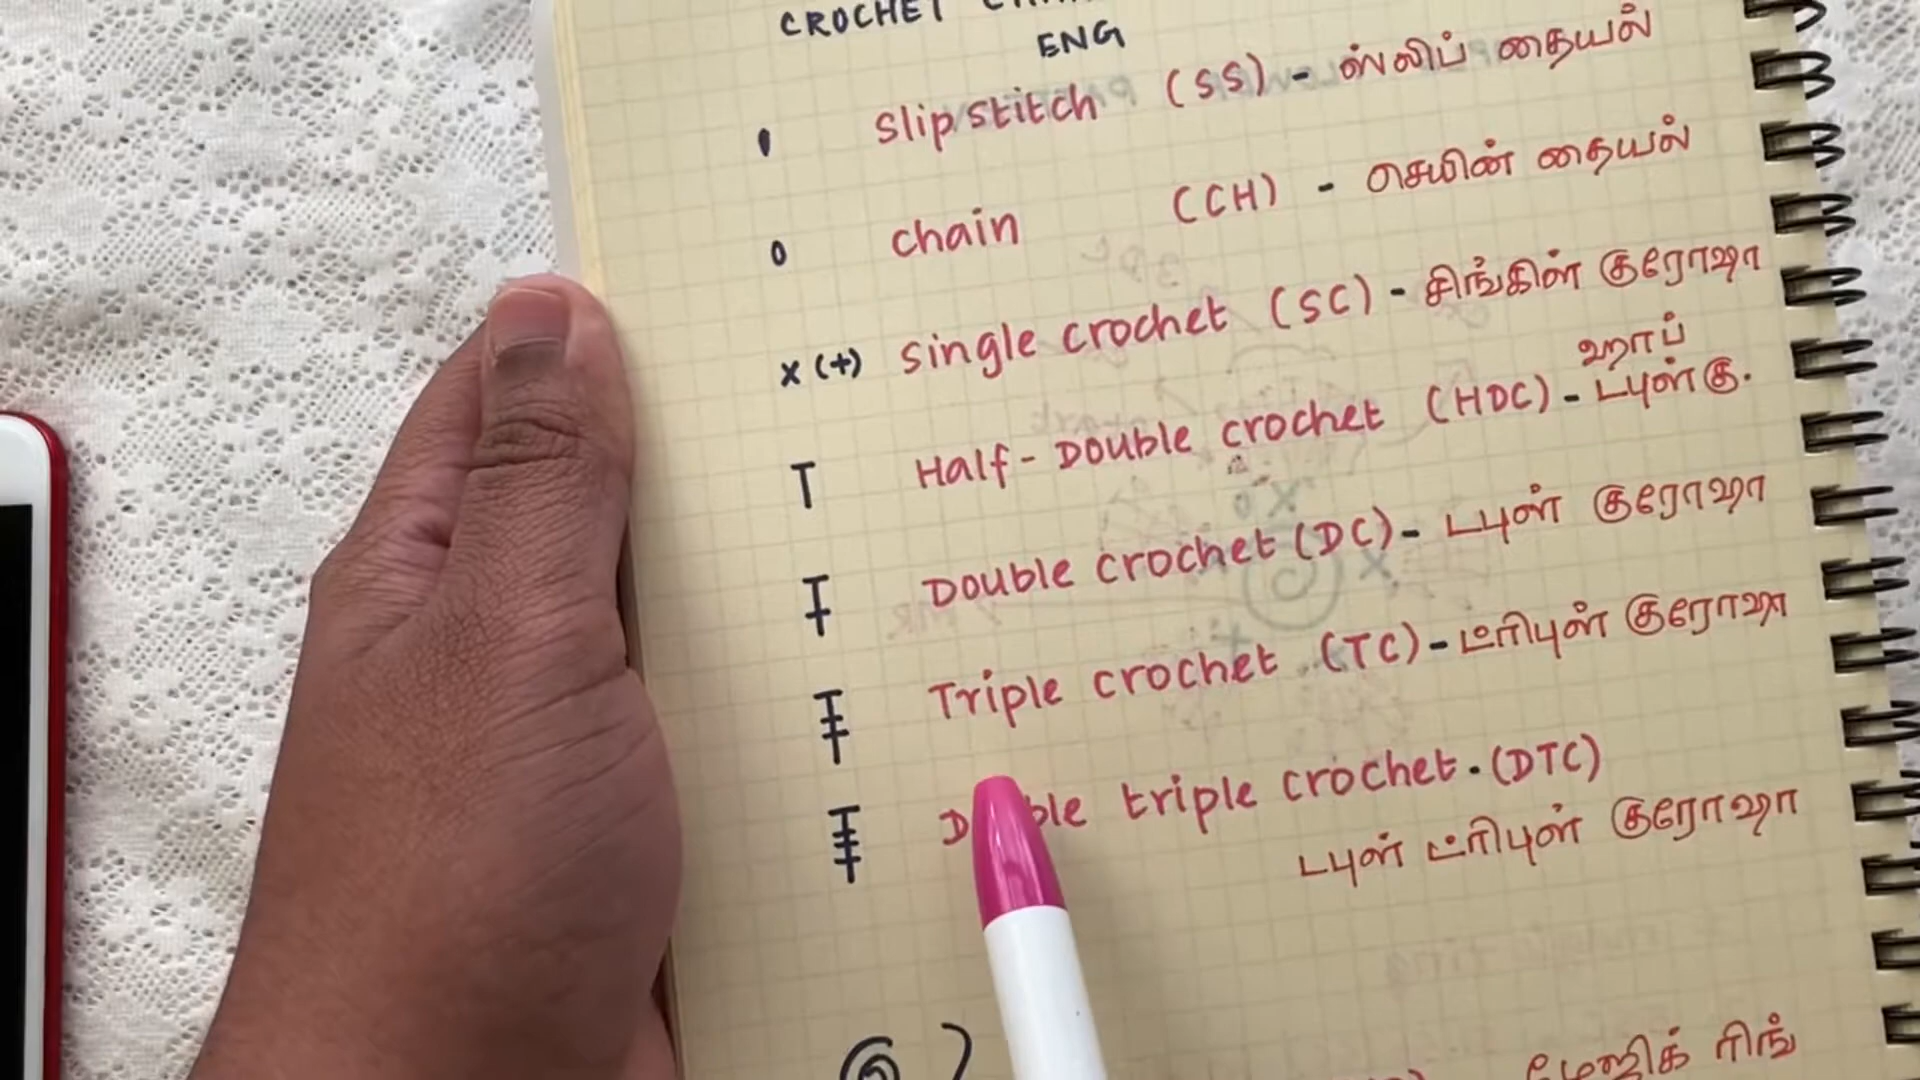 CROCHET
ENG
slip stitch (SS) - ஸ்லிப் தையல்
o chain (CCH) - செயின் தையல்
x (+) single crochet (SC) - சிங்கிள் குரோஷா
T Half-Double crochet (HDC) - ஹாப் டபுள் கு.
Double crochet (DC) - டபுள் குரோஷா
Triple crochet (TC) - ட்ரிபுள் குரோஷா
triple crochet. (DTC)
டபுள் ட்ரிபுள் குரோஷா
மேஜிக் ரிங்